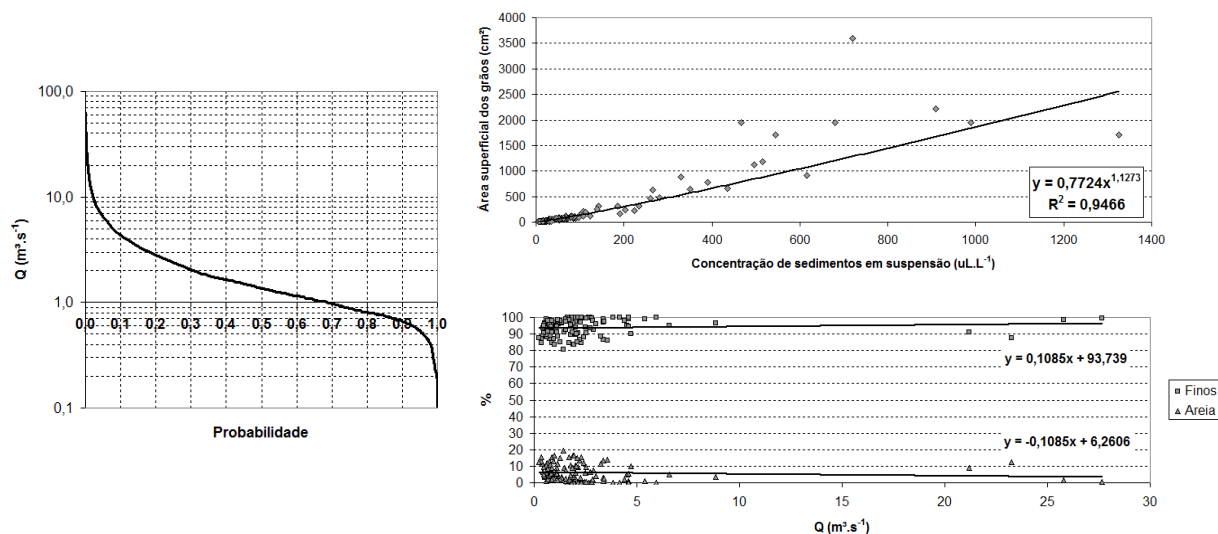 100,0
10,0
1,0
0,1
Q (m³.s⁻¹)
0,0 0,1 0,2 0,3 0,4 0,5 0,6 0,7 0,8 0,9 1,0
Probabilidade
4000
3500
3000
2500
2000
1500
1000
500
0
Área superficial dos grãos (cm²)
y = 0,7724x^1,1273
R² = 0,9466
0 200 400 600 800 1000 1200 1400
Concentração de sedimentos em suspensão (uL.L⁻¹)
100
90
80
70
60
50
40
30
20
10
0
%
y = 0,1085x + 93,739
y = -0,1085x + 6,2606
Finos
Areia
0 5 10 15 20 25 30
Q (m³.s⁻¹)